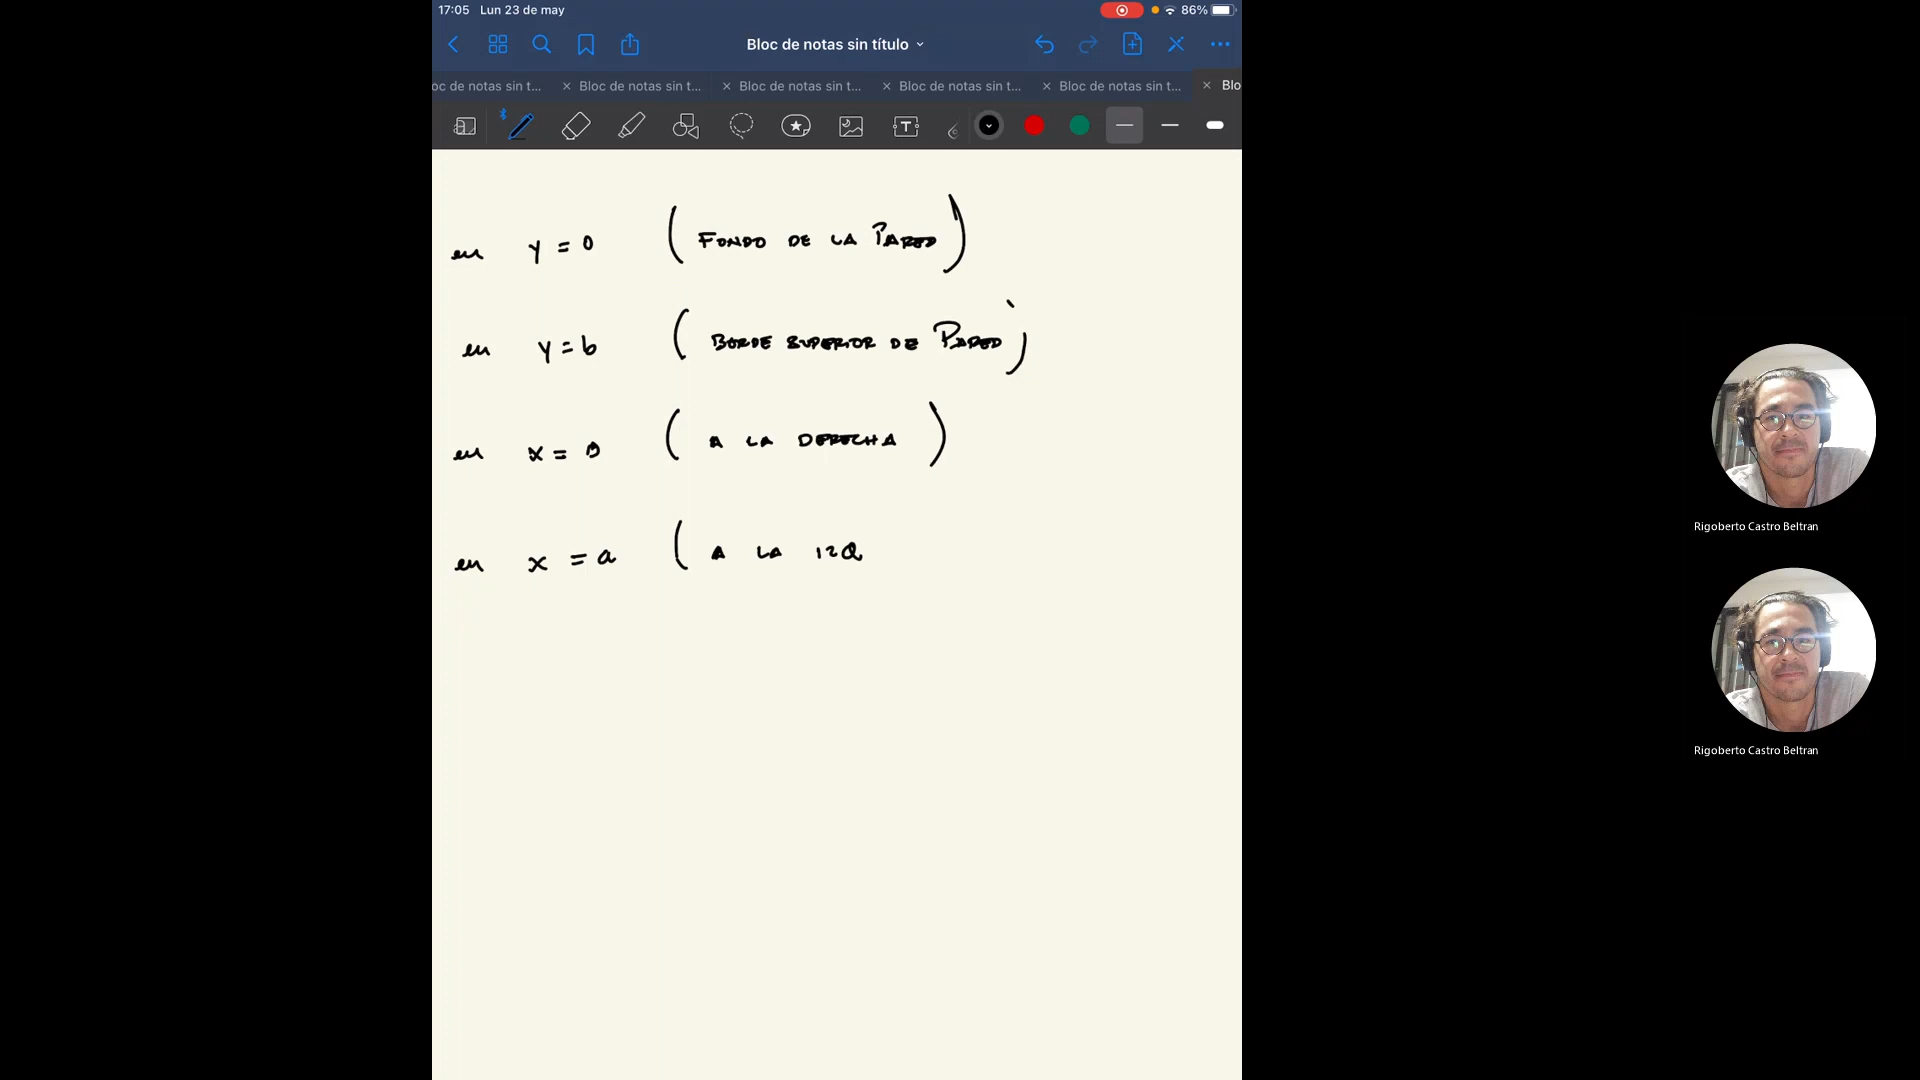 17:05 Lun 23 de may 86%
Bloc de notas sin título
oc de notas sin t... Bloc de notas sin t... Bloc de notas sin t... Bloc de notas sin t... Bloc de notas sin t... Blo
en y = 0 (FONDO DE LA PARED)
en y = b (BORDE SUPERIOR DE PARED)
en x = 0 (A LA DERECHA)
en x = a (A LA IZQ
Rigoberto Castro Beltran
Rigoberto Castro Beltran